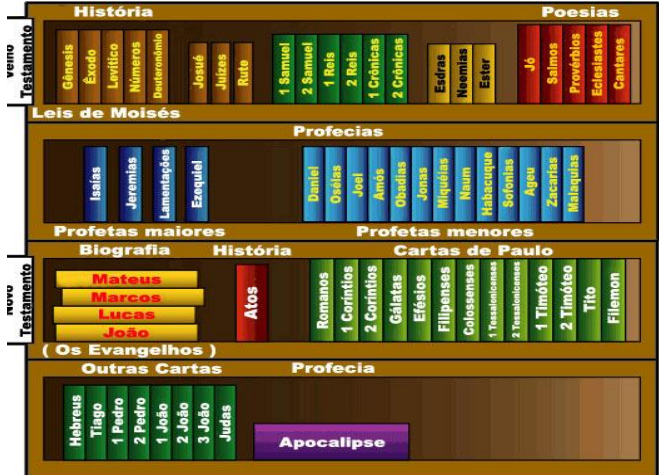 História
Poesias
Velho
Testamento
Gênesis
Êxodo
Levitico
Números
Deuteronômio
Josué
Juízes
Rute
1 Samuel
2 Samuel
1 Reis
2 Reis
1 Crônicas
2 Crônicas
Esdras
Neemias
Ester
Jó
Salmos
Provérbios
Eclesiastes
Cantares
Leis de Moisés
Profecias
Isaías
Jeremias
Lamentações
Ezequiel
Daniel
Oséias
Joel
Amós
Obadias
Jonas
Miquéias
Naum
Habacuque
Sofonias
Ageu
Zacarias
Malaquias
Profetas maiores
Profetas menores
Biografia
História
Cartas de Paulo
Novo
Testamento
Mateus
Marcos
Lucas
João
Atos
Romanos
1 Coríntios
2 Coríntios
Gálatas
Efésios
Filipenses
Colossenses
1 Tessalonicenses
2 Tessalonicenses
1 Timóteo
2 Timóteo
Tito
Filemon
( Os Evangelhos )
Outras Cartas
Profecia
Hebreus
Tiago
1 Pedro
2 Pedro
1 João
2 João
3 João
Judas
Apocalipse